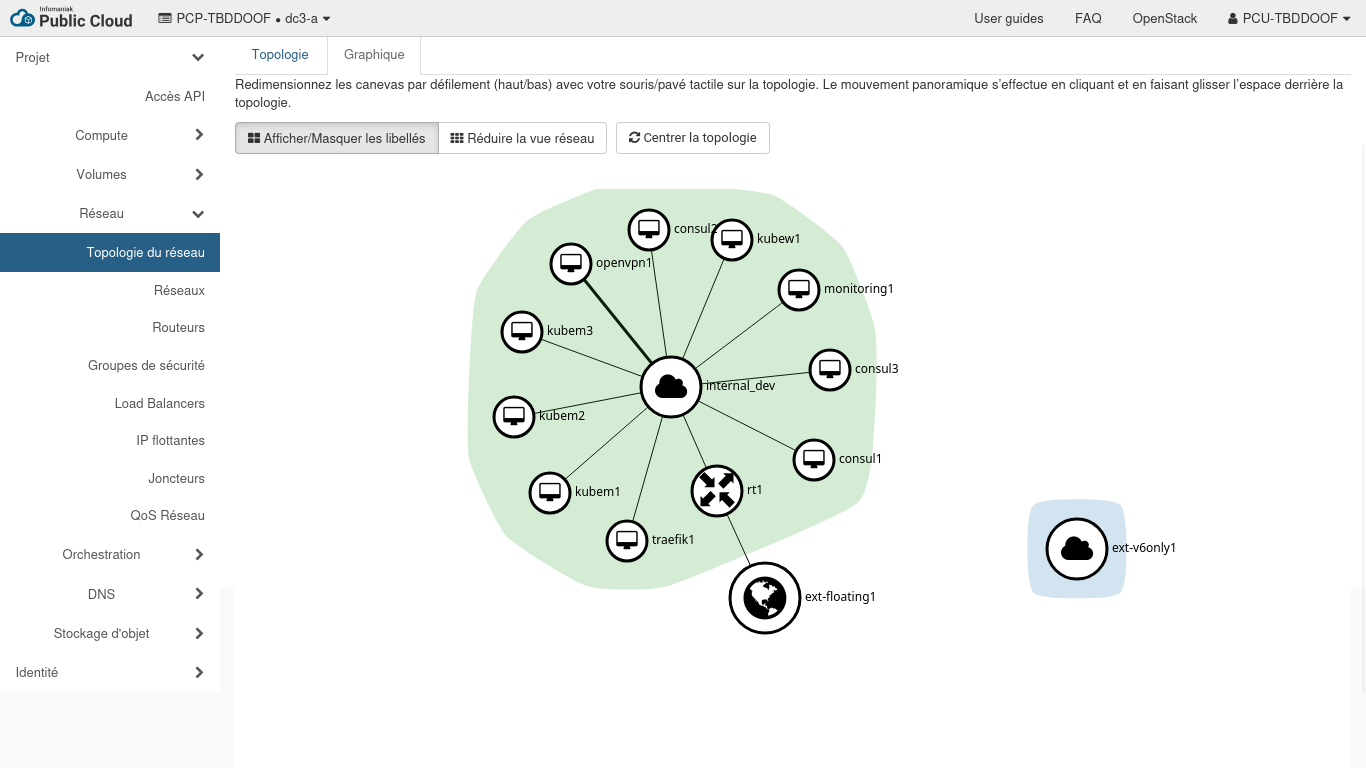 Infomaniak
Public Cloud
PCP-TBDDOOF • dc3-a
User guides
FAQ
OpenStack
PCU-TBDDOOF
Projet
Accès API
Compute
Volumes
Réseau
Topologie du réseau
Réseaux
Routeurs
Groupes de sécurité
Load Balancers
IP flottantes
Joncteurs
QoS Réseau
Orchestration
DNS
Stockage d'objet
Identité
Topologie
Graphique
Redimensionnez les canevas par défilement (haut/bas) avec votre souris/pavé tactile sur la topologie. Le mouvement panoramique s'effectue en cliquant et en faisant glisser l'espace derrière la
topologie.
Afficher/Masquer les libellés
Réduire la vue réseau
Centrer la topologie
consul2
kubew1
openvpn1
monitoring1
kubem3
consul3
internal_dev
kubem2
consul1
kubem1
rt1
traefik1
ext-v6only1
ext-floating1